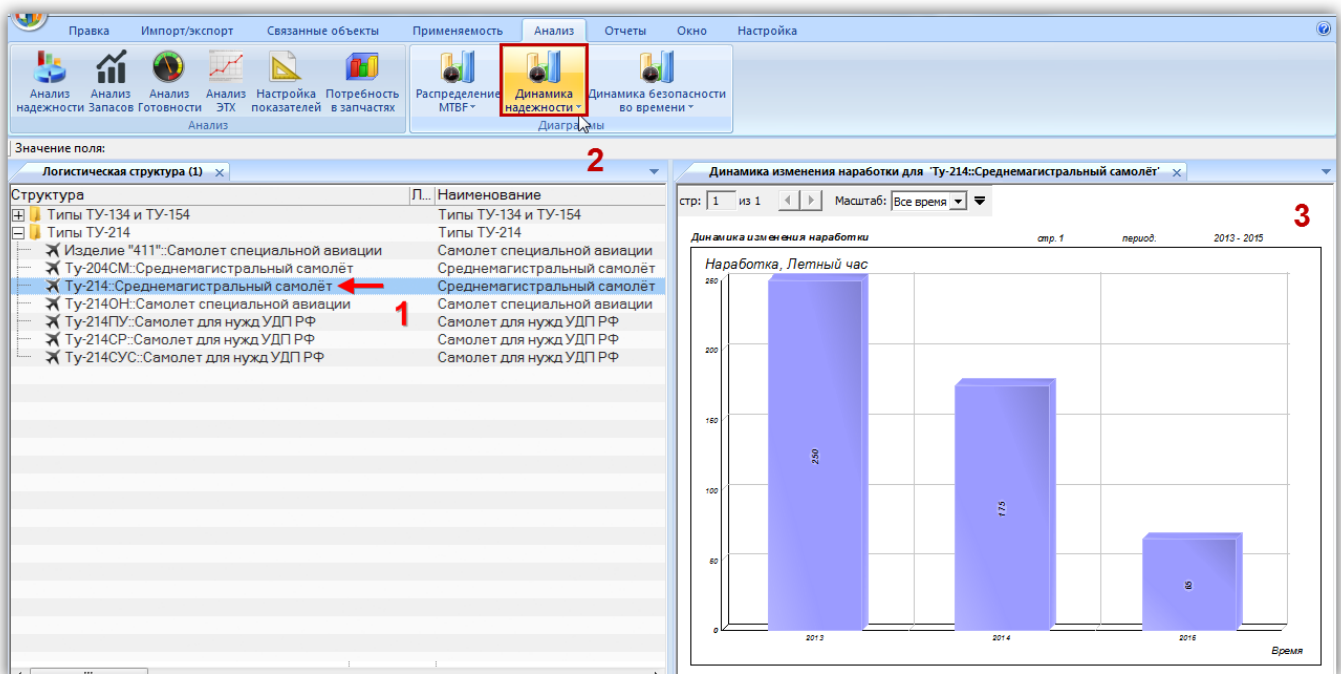 Правка Импорт/экспорт Связанные объекты Применяемость Анализ Отчеты Окно Настройка
Анализ надежности
Анализ Запасов
Анализ Готовности
Анализ ЭТХ
Настройка показателей
Потребность в запчастях
Анализ
Распределение MTBF
Динамика надежности
Динамика безопасности во времени
Диаграммы
Значение поля:
2
Логистическая структура (1)
Структура Л... Наименование
Типы ТУ-134 и ТУ-154 Типы ТУ-134 и ТУ-154
Типы ТУ-214 Типы ТУ-214
Изделие "411"::Самолет специальной авиации Самолет специальной авиации
Ту-204СМ::Среднемагистральный самолёт Среднемагистральный самолёт
Ту-214::Среднемагистральный самолёт Среднемагистральный самолёт
1
Ту-214ОН::Самолет специальной авиации Самолет специальной авиации
Ту-214ПУ::Самолет для нужд УДП РФ Самолет для нужд УДП РФ
Ту-214СР::Самолет для нужд УДП РФ Самолет для нужд УДП РФ
Ту-214СУС::Самолет для нужд УДП РФ Самолет для нужд УДП РФ
Динамика изменения наработки для 'Ту-214::Среднемагистральный самолёт'
стр: 1 из 1 Масштаб: Все время
3
Динамика изменения наработки стр. 1 период. 2013 - 2015
Наработка, Летный час
250
200
150
100
50
0
250
175
65
2013 2014 2015
Время